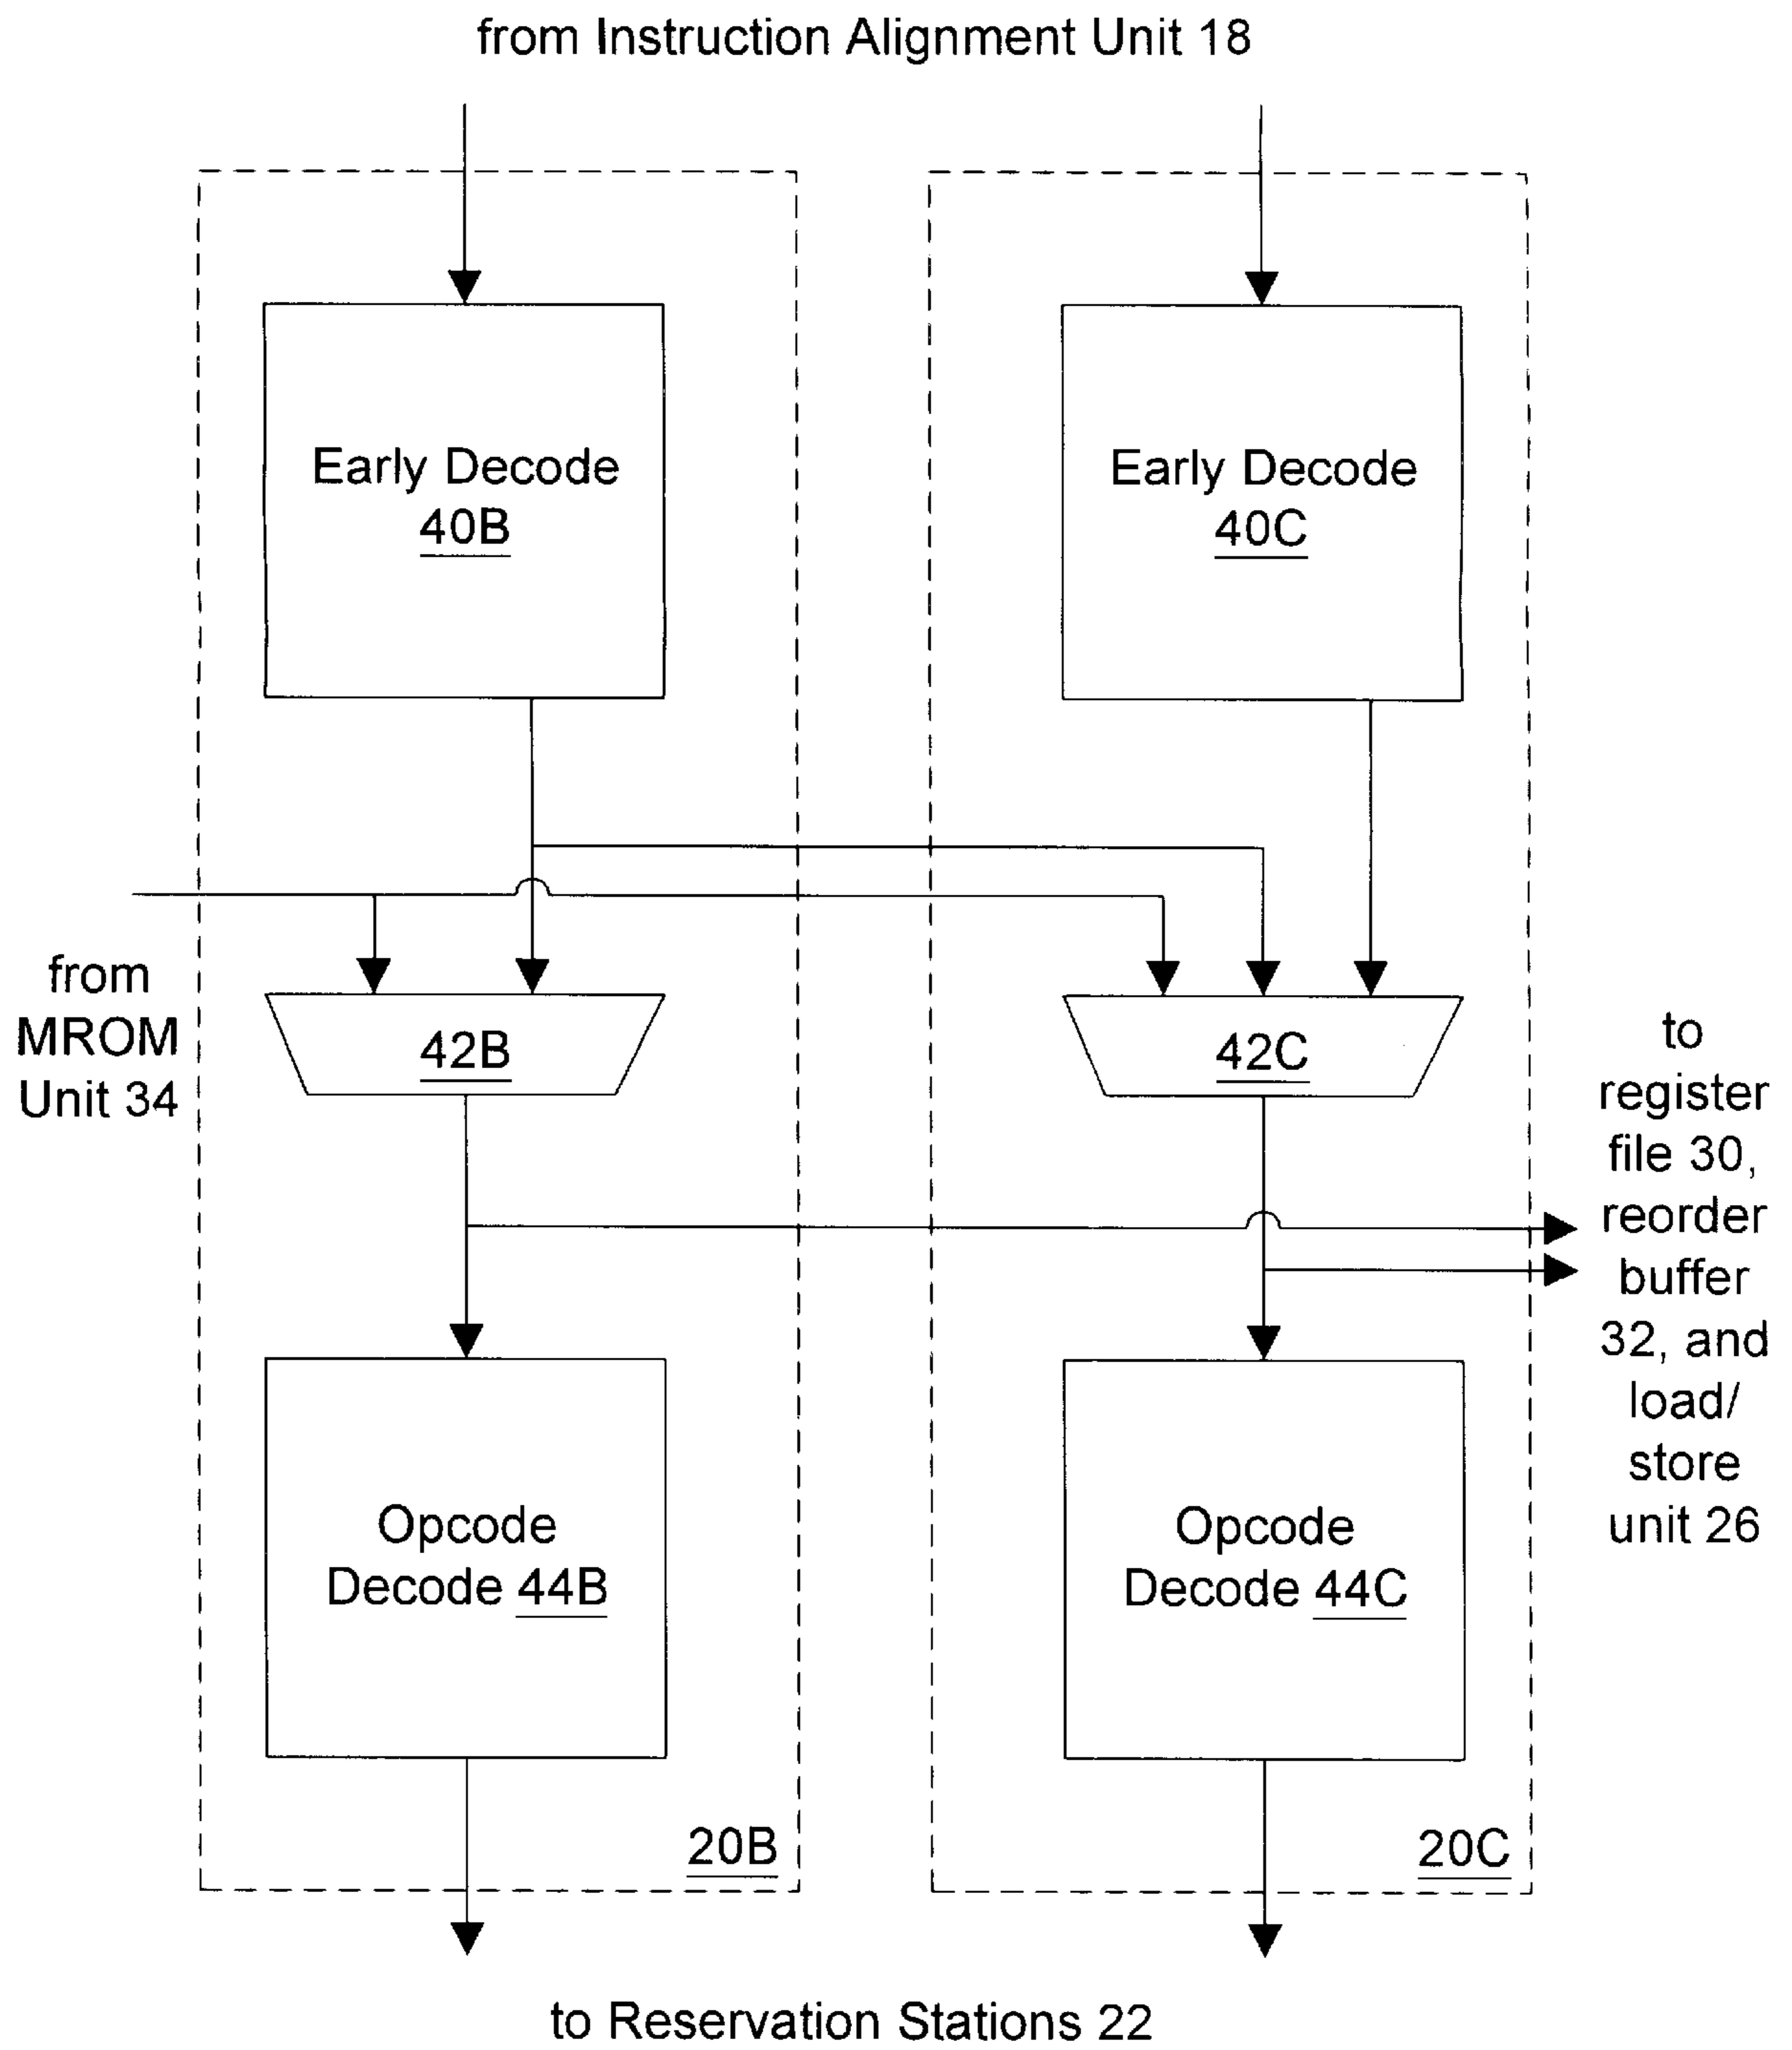 from Instruction Alignment Unit 18
Early Decode
40B
Early Decode
40C
from
MROM
Unit 34
42B
42C
to
register
file 30,
reorder
buffer
32, and
load/
store
unit 26
Opcode
Decode 44B
Opcode
Decode 44C
20B
20C
to Reservation Stations 22